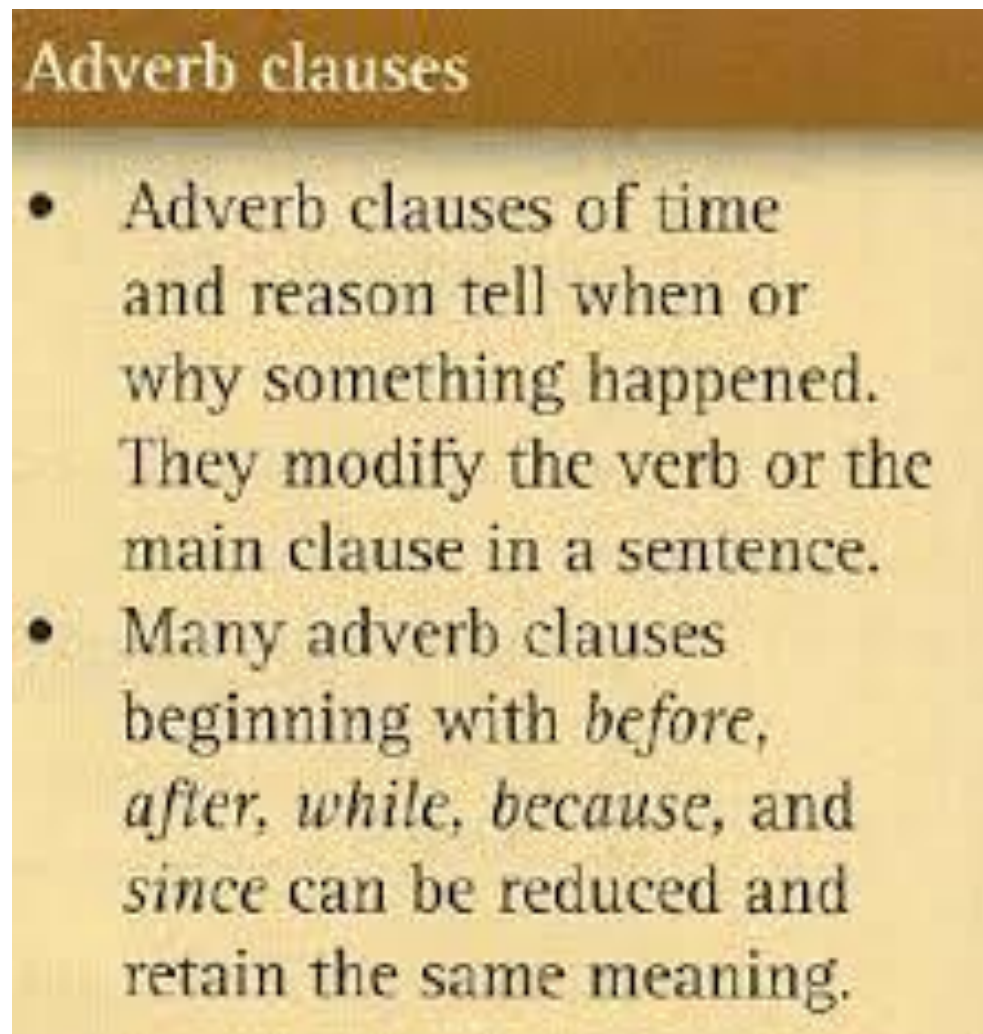 Adverb clauses
• Adverb clauses of time
and reason tell when or
why something happened.
They modify the verb or the
main clause in a sentence.
• Many adverb clauses
beginning with before,
after, while, because, and
since can be reduced and
retain the same meaning.